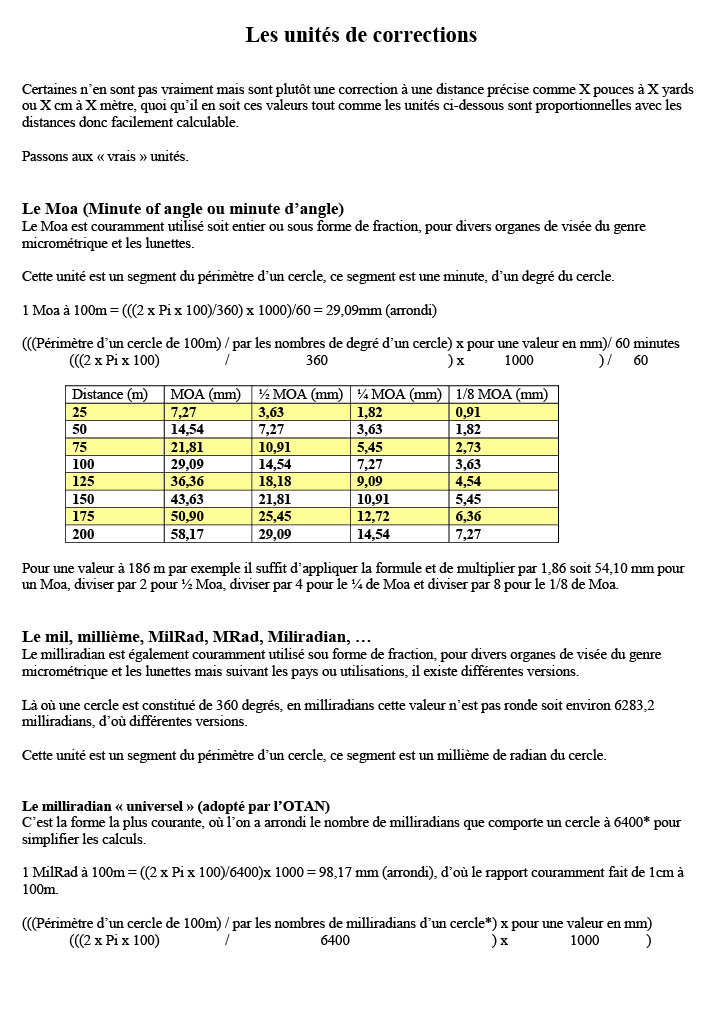 Les unités de corrections
Certaines n'en sont pas vraiment mais sont plutôt une correction à une distance précise comme X pouces à X yards
ou X cm à X mètre, quoi qu'il en soit ces valeurs tout comme les unités ci-dessous sont proportionnelles avec les
distances donc facilement calculable.
Passons aux « vrais » unités.
Le Moa (Minute of angle ou minute d'angle)
Le Moa est couramment utilisé soit entier ou sous forme de fraction, pour divers organes de visée du genre
micrométrique et les lunettes.
Cette unité est un segment du périmètre d'un cercle, ce segment est une minute, d'un degré du cercle.
1 Moa à 100m = (((2 x Pi x 100)/360) x 1000)/60 = 29,09mm (arrondi)
(((Périmètre d'un cercle de 100m) / par les nombres de degré d'un cercle) x pour une valeur en mm)/ 60 minutes
(((2 x Pi x 100) / 360 ) x 1000 ) / 60
Distance (m) MOA (mm) ½ MOA (mm) ¼ MOA (mm) 1/8 MOA (mm)
25 7,27 3,63 1,82 0,91
50 14,54 7,27 3,63 1,82
75 21,81 10,91 5,45 2,73
100 29,09 14,54 7,27 3,63
125 36,36 18,18 9,09 4,54
150 43,63 21,81 10,91 5,45
175 50,90 25,45 12,72 6,36
200 58,17 29,09 14,54 7,27
Pour une valeur à 186 m par exemple il suffit d'appliquer la formule et de multiplier par 1,86 soit 54,10 mm pour
un Moa, diviser par 2 pour ½ Moa, diviser par 4 pour le ¼ de Moa et diviser par 8 pour le 1/8 de Moa.
Le mil, millième, MilRad, MRad, Miliradian, …
Le milliradian est également couramment utilisé sou forme de fraction, pour divers organes de visée du genre
micrométrique et les lunettes mais suivant les pays ou utilisations, il existe différentes versions.
Là où une cercle est constitué de 360 degrés, en milliradians cette valeur n'est pas ronde soit environ 6283,2
milliradians, d'où différentes versions.
Cette unité est un segment du périmètre d'un cercle, ce segment est un millième de radian du cercle.
Le milliradian « universel » (adopté par l'OTAN)
C'est la forme la plus courante, où l'on a arrondi le nombre de milliradians que comporte un cercle à 6400* pour
simplifier les calculs.
1 MilRad à 100m = ((2 x Pi x 100)/6400)x 1000 = 98,17 mm (arrondi), d'où le rapport couramment fait de 1cm à
100m.
(((Périmètre d'un cercle de 100m) / par les nombres de milliradians d'un cercle*) x pour une valeur en mm)
(((2 x Pi x 100) / 6400 ) x 1000 )